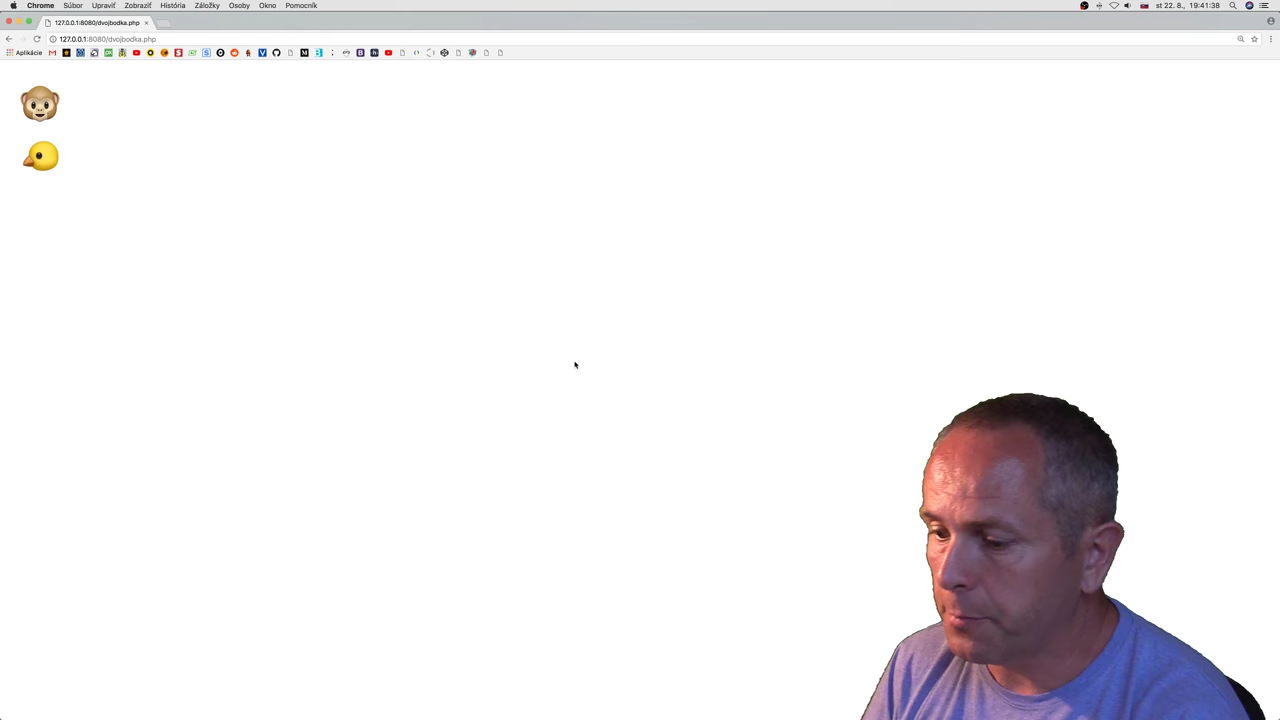 Chrome Súbor Upraviť Zobraziť História Záložky Osoby Okno Pomocník st 22. 8., 19:41:38
127.0.0.1:8080/dvojbodka.php
127.0.0.1:8080/dvojbodka.php
Aplikácie